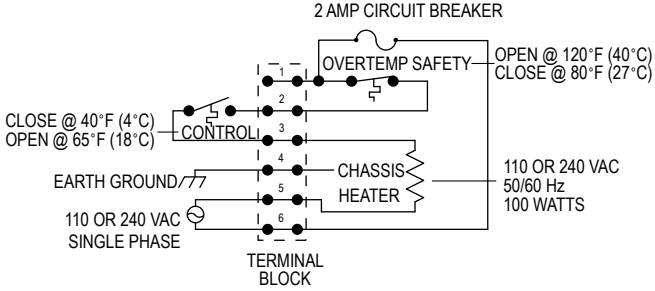 2 AMP CIRCUIT BREAKER
OVERTEMP SAFETY
OPEN @ 120°F (40°C)
CLOSE @ 80°F (27°C)
1
2
3
4
5
6
CLOSE @ 40°F (4°C)
OPEN @ 65°F (18°C)
CONTROL
EARTH GROUND
CHASSIS
HEATER
110 OR 240 VAC
50/60 Hz
100 WATTS
110 OR 240 VAC
SINGLE PHASE
TERMINAL
BLOCK